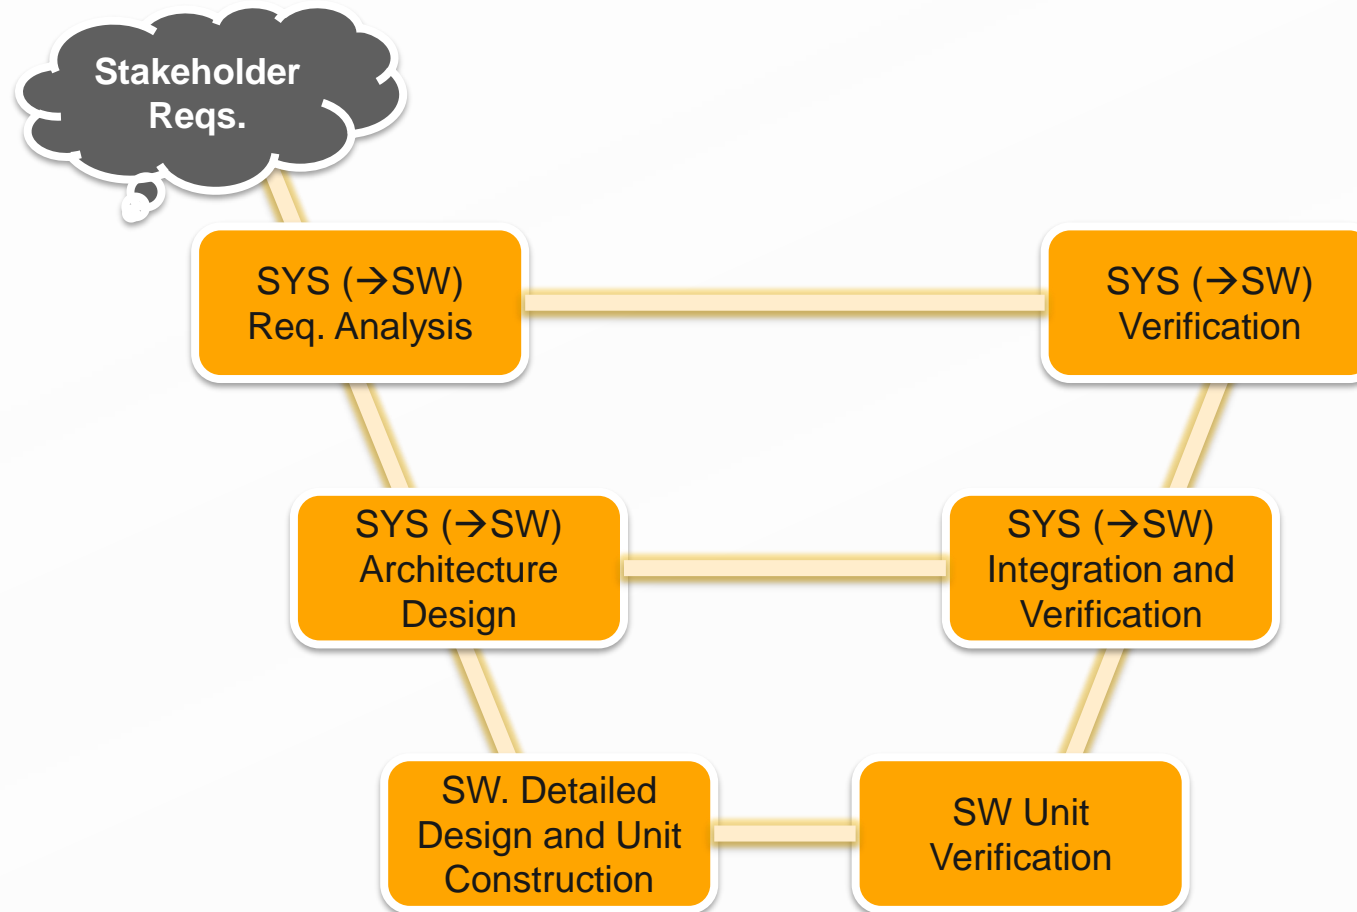 Stakeholder
Reqs.
SYS (→SW)
Req. Analysis
SYS (→SW)
Verification
SYS (→SW)
Architecture
Design
SYS (→SW)
Integration and
Verification
SW. Detailed
Design and Unit
Construction
SW Unit
Verification